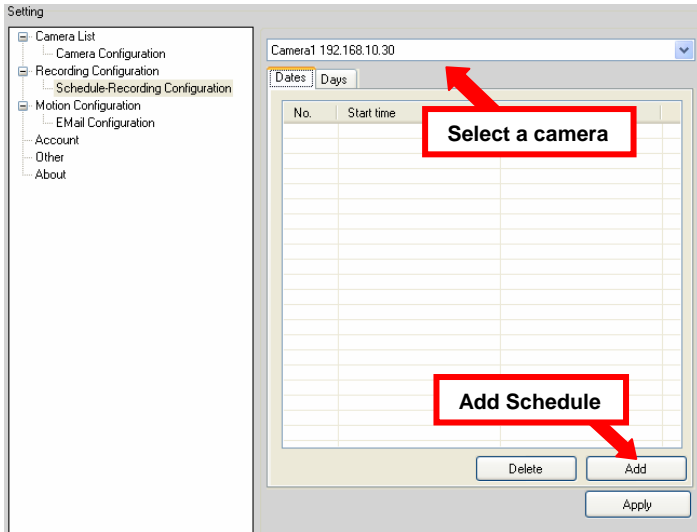 Setting
Camera List
Camera Configuration
Recording Configuration
Schedule-Recording Configuration
Motion Configuration
EMail Configuration
Account
Other
About
Camera1 192.168.10.30
Dates Days
No. Start time
Select a camera
Add Schedule
Delete Add
Apply